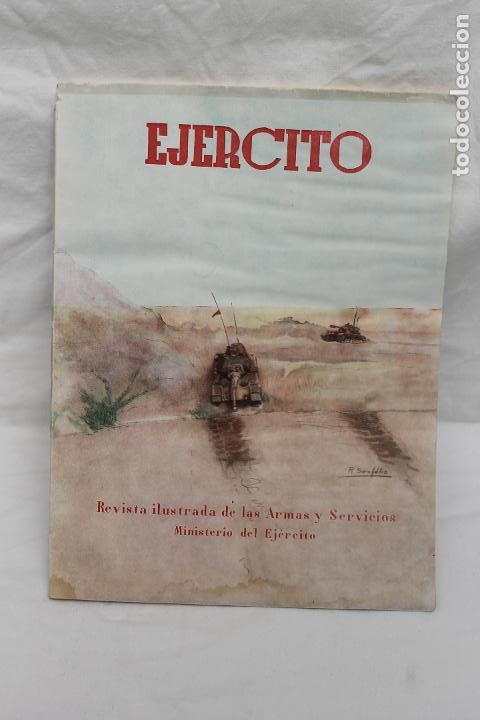 EJERCITO
Revista ilustrada de las Armas y Servicios
Ministerio del Ejército
todocoleccion